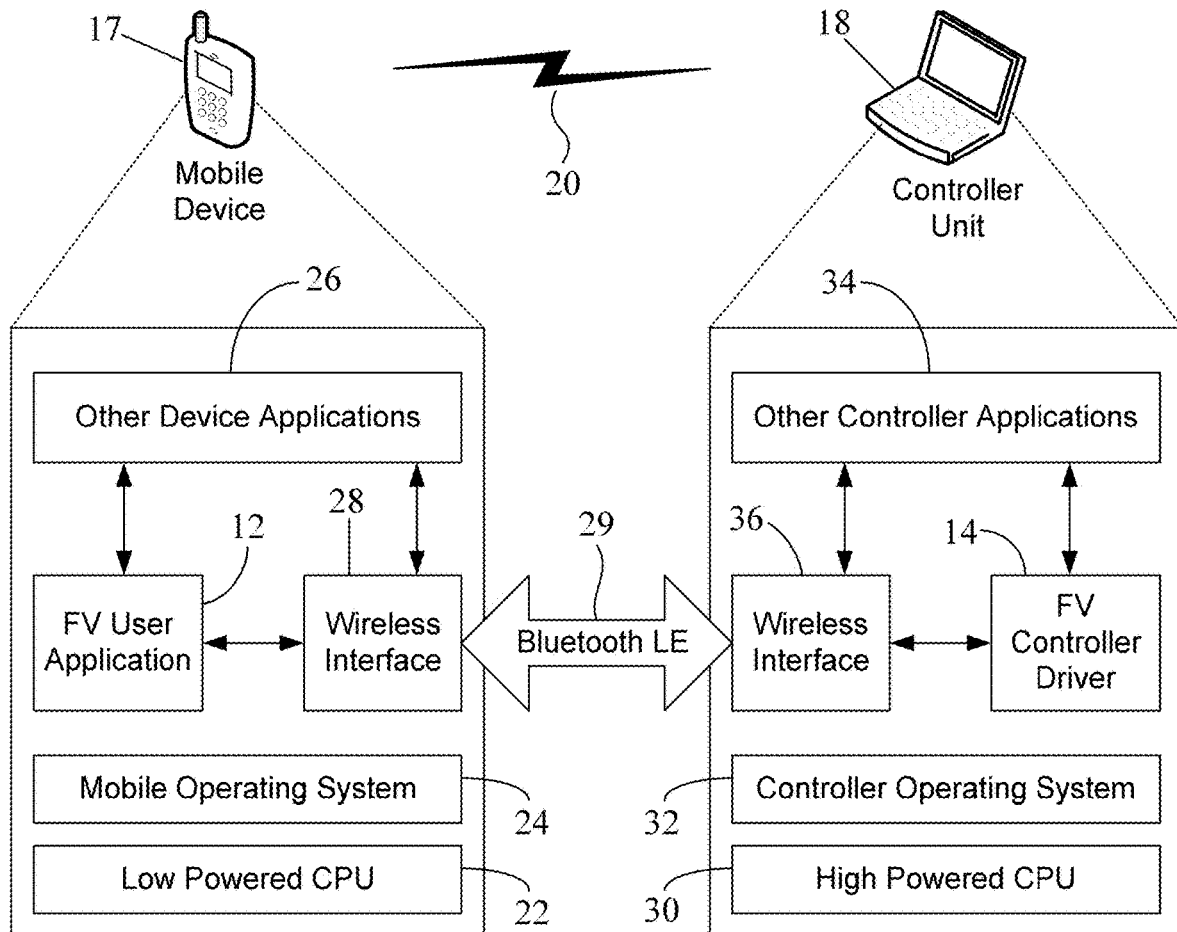 17
18
20
Mobile
Device
Controller
Unit
26
34
Other Device Applications
Other Controller Applications
12
28
29
36
14
FV User
Application
Wireless
Interface
Bluetooth LE
Wireless
Interface
FV
Controller
Driver
Mobile Operating System
24
32
Controller Operating System
Low Powered CPU
22
30
High Powered CPU